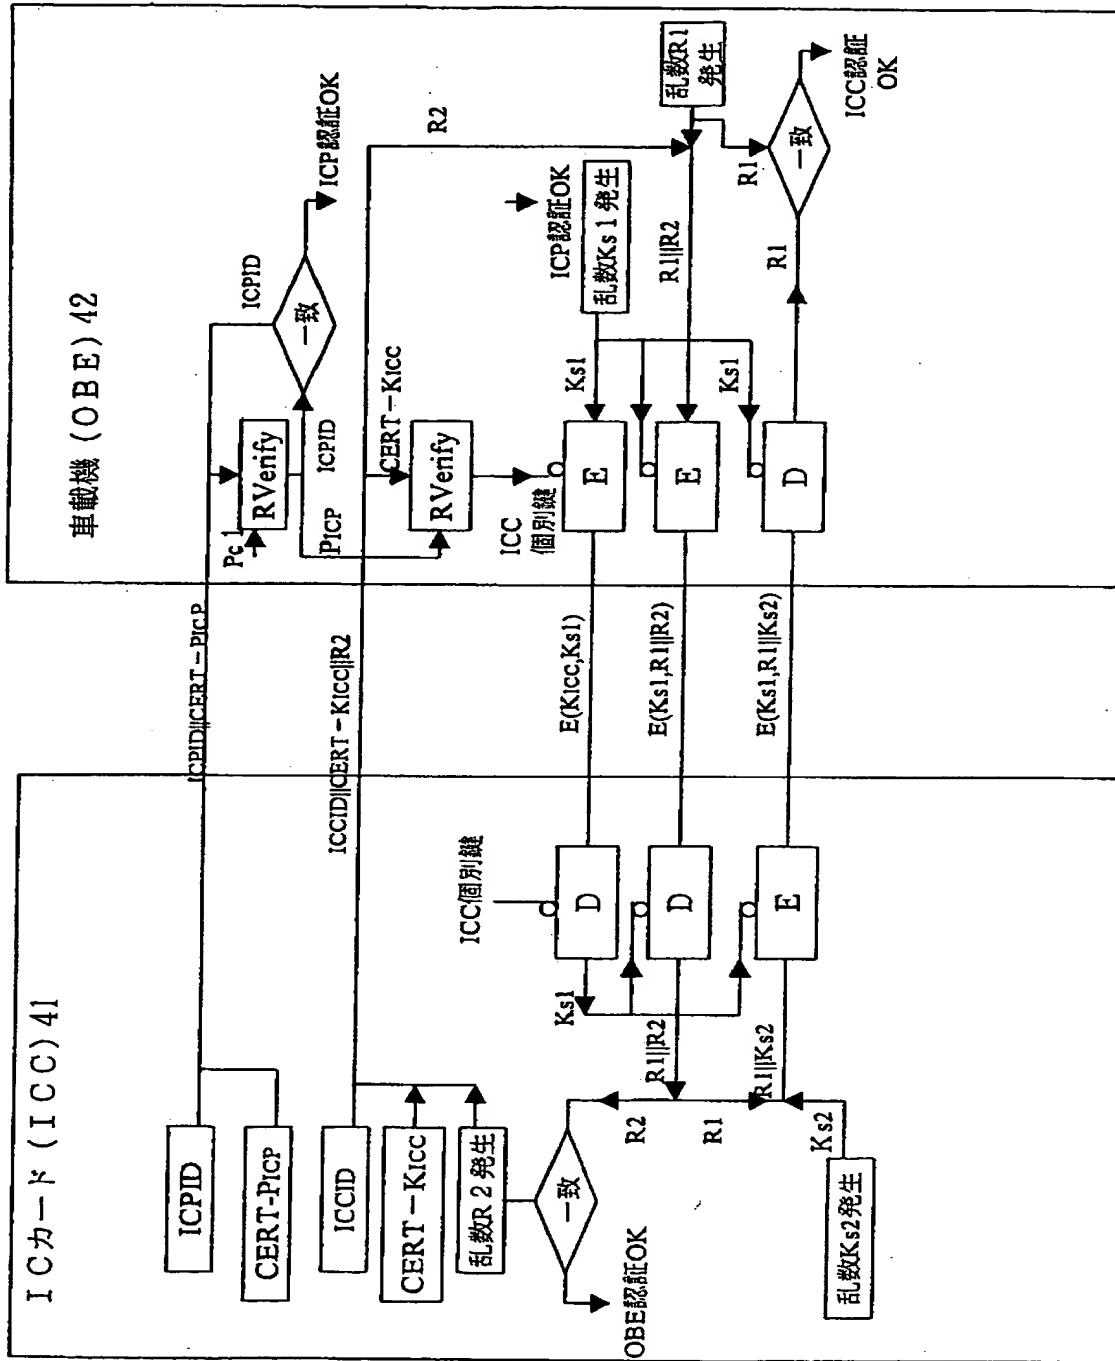 ICカード(ICC)41
車載機(OBE)42
ICPID
CERT-PICP
ICPID||CERT-PICP
Pc1
RVerify
ICPID
ICPID
一致
ICP認証OK
PICP
ICCID
CERT-KICC
乱数R2発生
ICCID||CERT-KICC||R2
CERT-KICC
RVerify
R2
ICP認証OK
一致
OBE認証OK
ICC個別鍵
D
E(KICC,Ks1)
ICC
個別鍵
E
Ks1
乱数Ks1発生
Ks1
R2
R1||R2
D
E(Ks1,R1||R2)
E
R1||R2
乱数R1
発生
R1
R1||Ks2
E
E(Ks1,R1||Ks2)
Ks1
D
R1
R1
一致
ICC認証
OK
Ks2
乱数Ks2発生